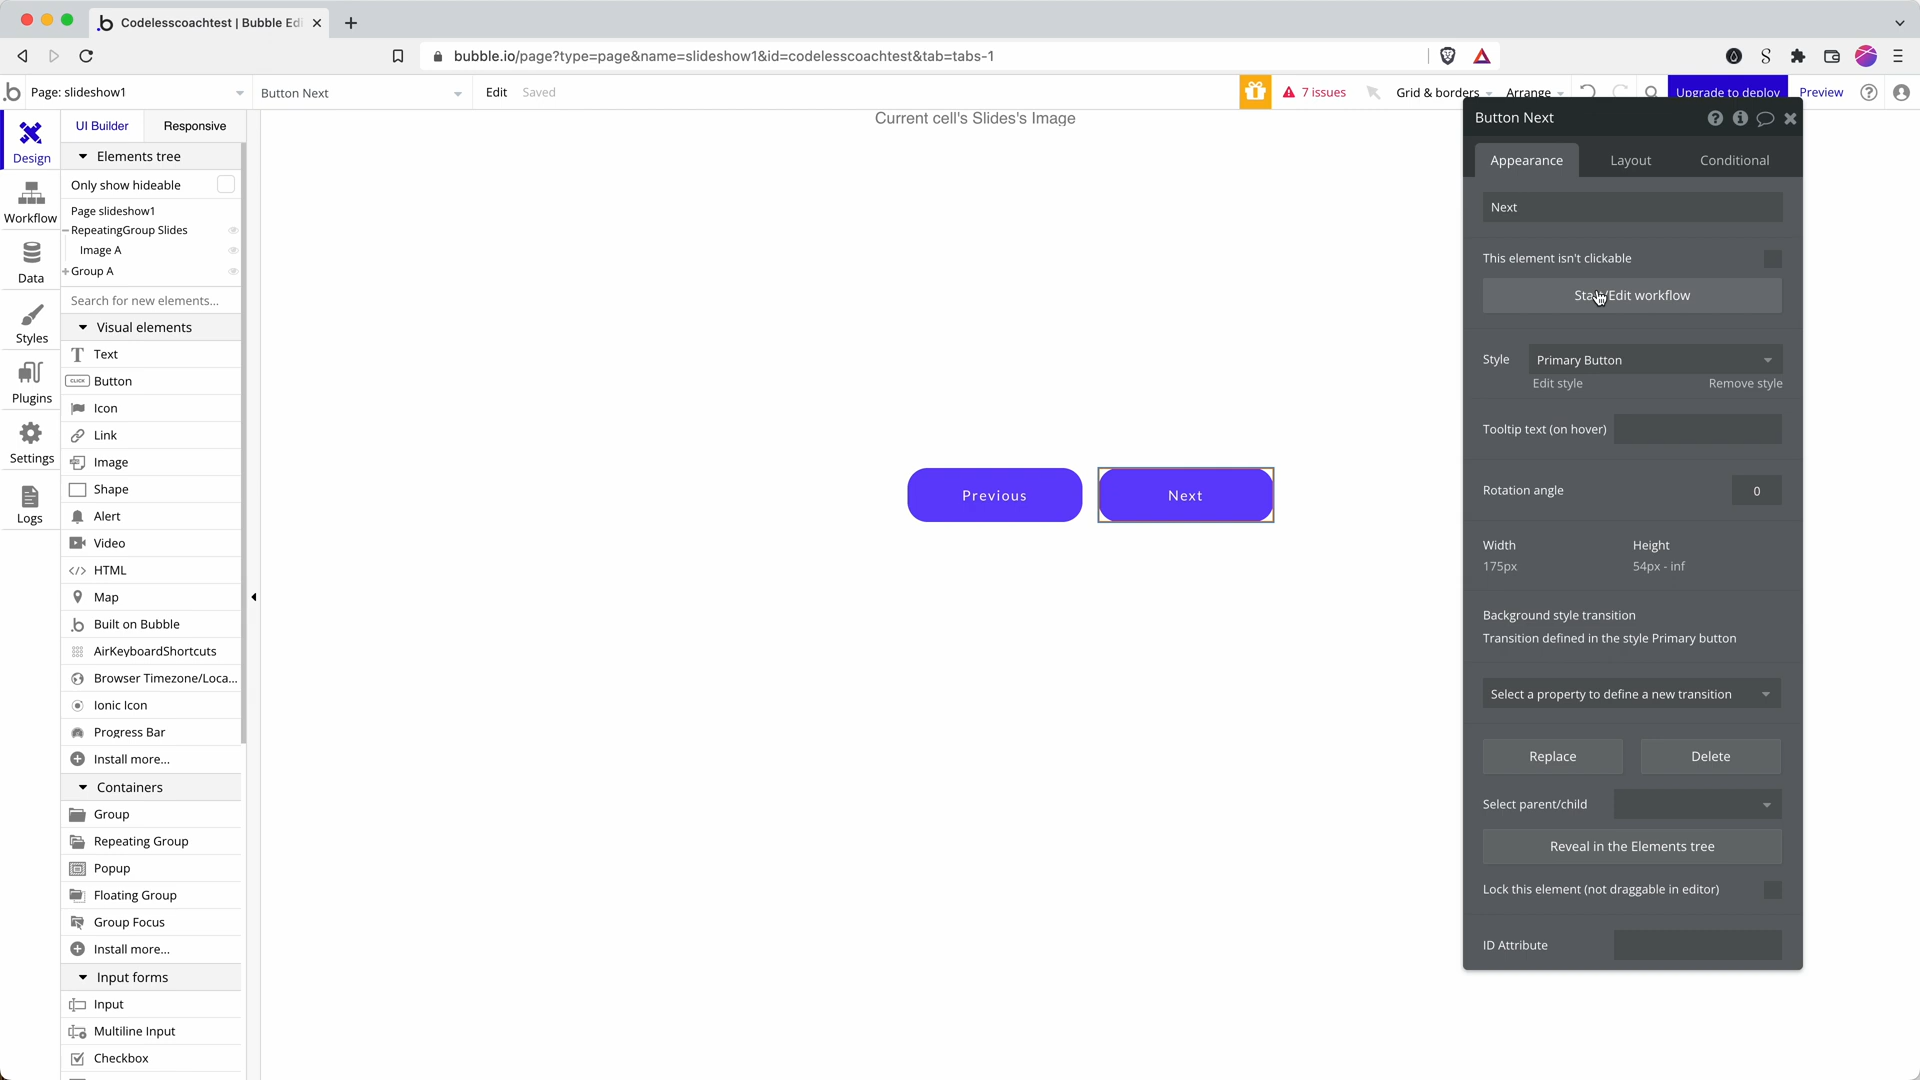 Codelesscoachtest | Bubble Edi
bubble.io/page?type=page&name=slideshow1&id=codelesscoachtest&tab=tabs-1
Page: slideshow1
Button Next
Edit
Saved
7 issues
Grid & borders
Arrange
Upgrade to deploy
Preview
Design
Workflow
Data
Styles
Plugins
Settings
Logs
UI Builder
Responsive
Elements tree
Only show hideable
Page slideshow1
RepeatingGroup Slides
Image A
Group A
Search for new elements...
Visual elements
Text
CLICK
Button
Icon
Link
Image
Shape
Alert
Video
HTML
Map
Built on Bubble
AirKeyboardShortcuts
Browser Timezone/Loca...
Ionic Icon
Progress Bar
Install more...
Containers
Group
Repeating Group
Popup
Floating Group
Group Focus
Install more...
Input forms
Input
Multiline Input
Checkbox
Current cell's Slides's Image
Previous
Next
Button Next
Appearance
Layout
Conditional
Next
This element isn't clickable
Start/Edit workflow
Style
Primary Button
Edit style
Remove style
Tooltip text (on hover)
Rotation angle
0
Width
Height
175px
54px - inf
Background style transition
Transition defined in the style Primary button
Select a property to define a new transition
Replace
Delete
Select parent/child
Reveal in the Elements tree
Lock this element (not draggable in editor)
ID Attribute